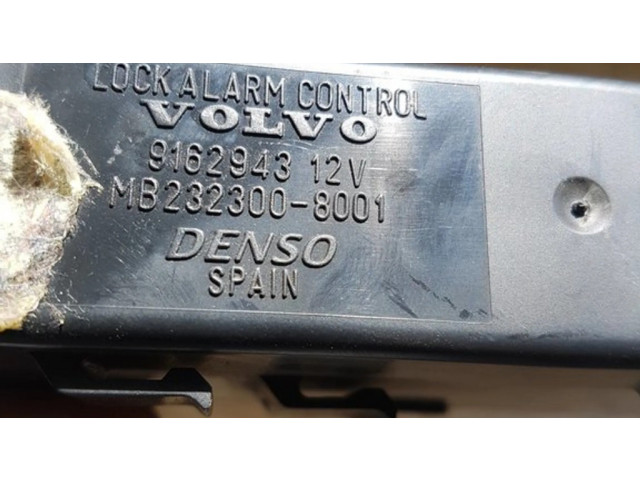 LOCK ALARM CONTROL
VOLVO
9162943 12V
MB232300-8001
DENSO
SPAIN